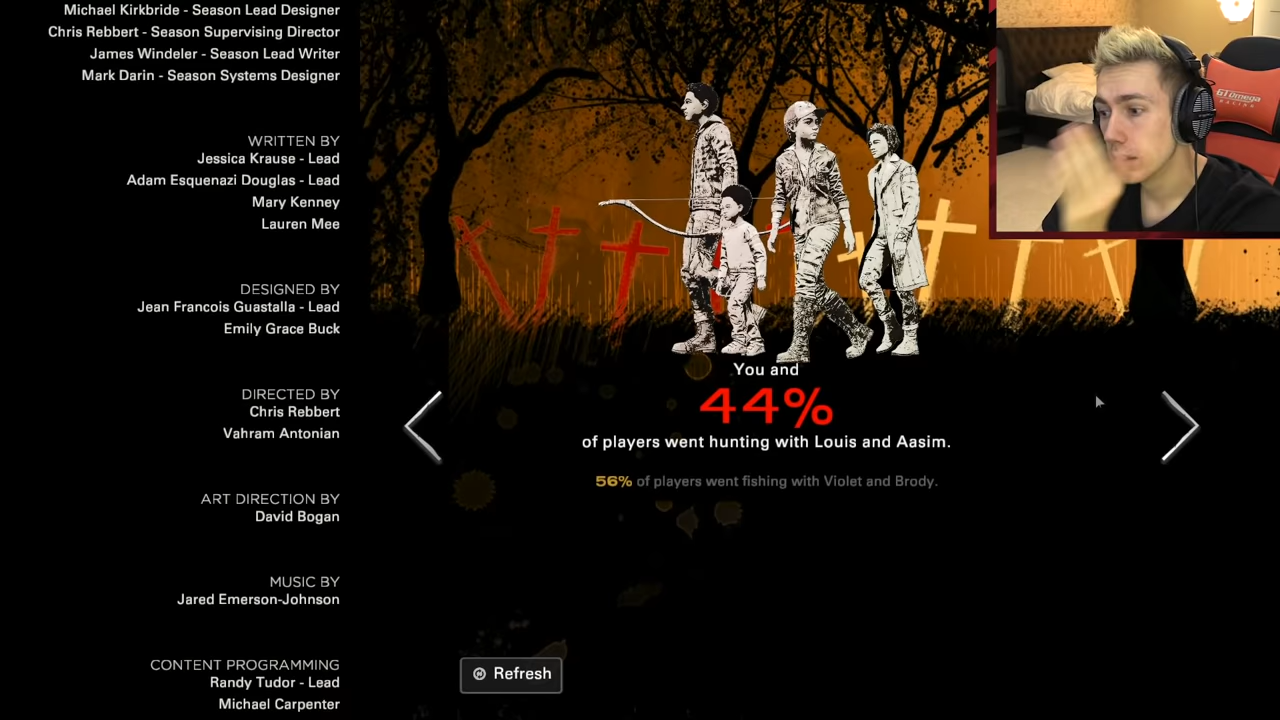 Michael Kirkbride - Season Lead Designer
Chris Rebbert - Season Supervising Director
James Windeler - Season Lead Writer
Mark Darin - Season Systems Designer
WRITTEN BY
Jessica Krause - Lead
Adam Esquenazi Douglas - Lead
Mary Kenney
Lauren Mee
DESIGNED BY
Jean Francois Guastalla - Lead
Emily Grace Buck
DIRECTED BY
Chris Rebbert
Vahram Antonian
ART DIRECTION BY
David Bogan
MUSIC BY
Jared Emerson-Johnson
CONTENT PROGRAMMING
Randy Tudor - Lead
Michael Carpenter
GT Omega
RACING
You and
44%
of players went hunting with Louis and Aasim.
56% of players went fishing with Violet and Brody.
Refresh